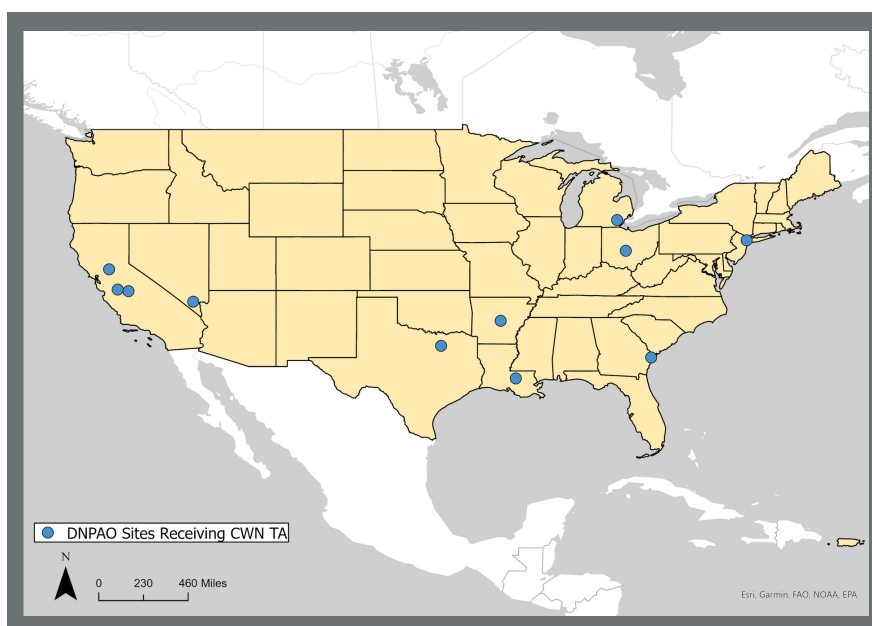 DNPAO Sites Receiving CWN TA
N
0 230 460 Miles
Esri, Garmin, FAO, NOAA, EPA